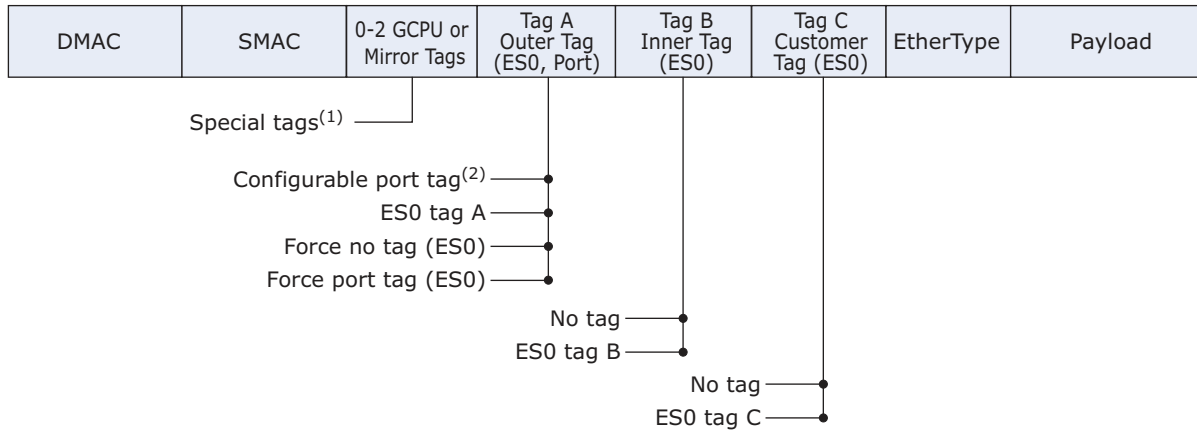 DMAC
SMAC
0-2 GCPU or
Mirror Tags
Tag A
Outer Tag
(ES0, Port)
Tag B
Inner Tag
(ES0)
Tag C
Customer
Tag (ES0)
EtherType
Payload
Special tags(1)
Configurable port tag(2)
ES0 tag A
Force no tag (ES0)
Force port tag (ES0)
No tag
ES0 tag B
No tag
ES0 tag C